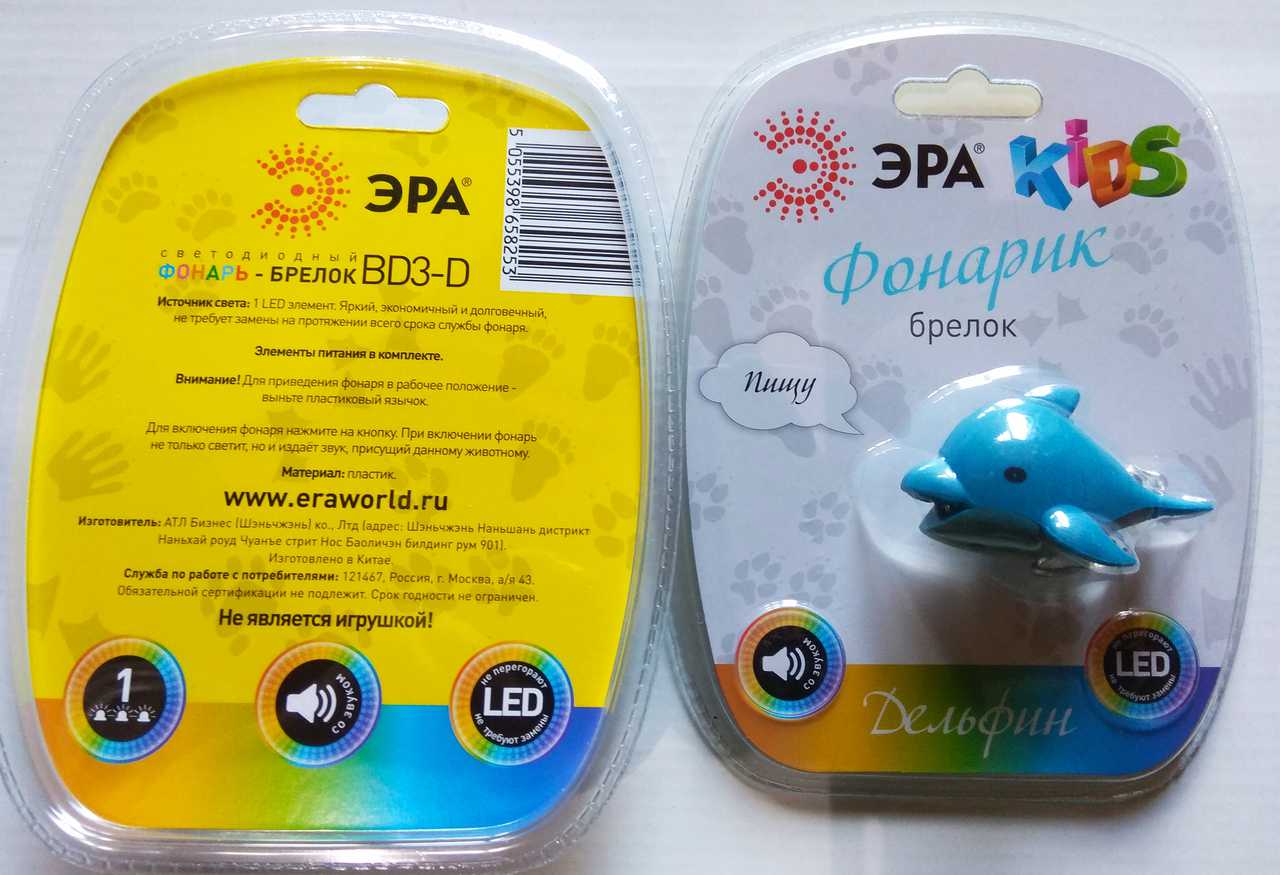 ЭРА®
5 055398 658253
светодиодный
ФОНАРЬ - БРЕЛОК BD3-D
Источник света: 1 LED элемент. Яркий, экономичный и долговечный,
не требует замены на протяжении всего срока службы фонаря.
Элементы питания в комплекте.
Внимание! Для приведения фонаря в рабочее положение -
выньте пластиковый язычок.
Для включения фонаря нажмите на кнопку. При включении фонарь
не только светит, но и издаёт звук, присущий данному животному.
Материал: пластик.
www.eraworld.ru
Изготовитель: АТЛ Бизнес (Шэньчжэнь) ко., Лтд (адрес: Шэньчжэнь Наньшань дистрикт
Наньхай роуд Чуанъе стрит Нос Баоличэн билдинг рум 901).
Изготовлено в Китае.
Служба по работе с потребителями: 121467, Россия, г. Москва, а/я 43.
Обязательной сертификации не подлежит. Срок годности не ограничен.
Не является игрушкой!
1
со звуком
не перегорают
LED
не требуют замены
ЭРА® KiDS
Фонарик
брелок
Пищу
со звуком
не перегорают
LED
не требуют замены
Дельфин